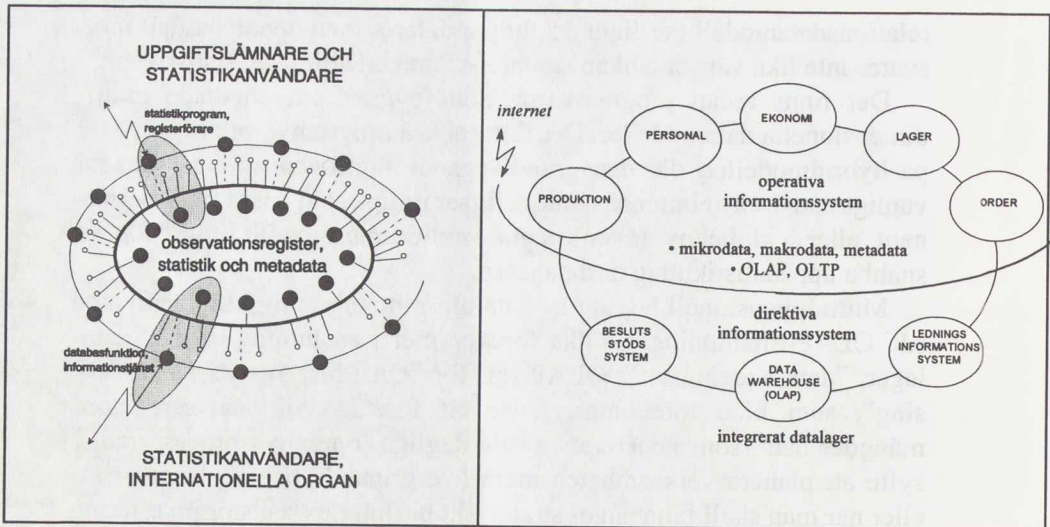 UPPGIFTSLÄMNARE OCH
STATISTIKANVÄNDARE
statistikprogram,
registerförare
observationsregister,
statistik och metadata
databasfunktion,
informationstjänst
STATISTIKANVÄNDARE,
INTERNATIONELLA ORGAN
internet
PERSONAL
EKONOMI
LAGER
PRODUKTION
ORDER
operativa
informationssystem
- mikrodata, makrodata, metadata
- OLAP, OLTP
direktiva
informationssystem
BESLUTS
STÖDS
SYSTEM
LEDNINGS
INFORMATIONS
SYSTEM
DATA
WAREHOUSE
(OLAP)
integrerat datalager